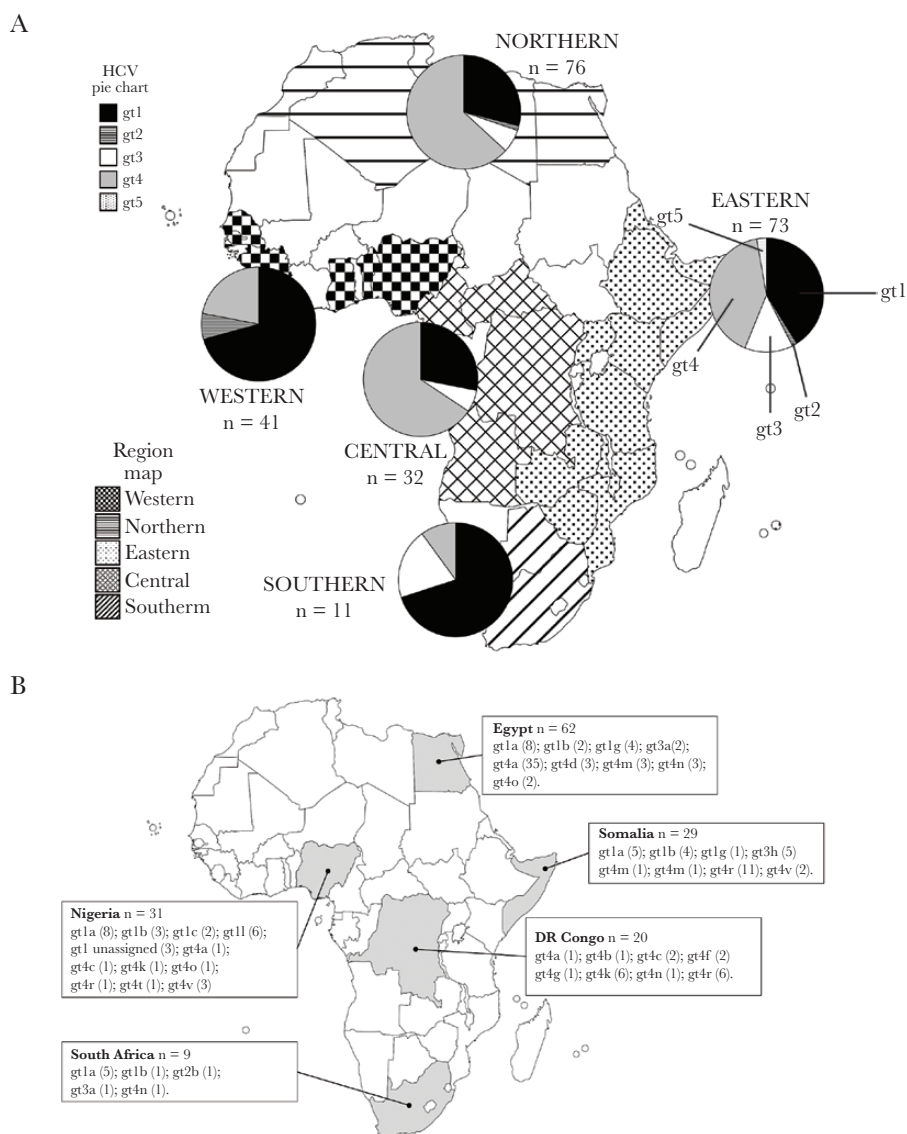 A
NORTHERN
n = 76
HCV
pie chart
gt1
gt2
gt3
gt4
gt5
EASTERN
n = 73
gt5
gt1
gt4
gt2
gt3
WESTERN
n = 41
CENTRAL
n = 32
Region
map
Western
Northern
Eastern
Central
Southerm
SOUTHERN
n = 11
B
Egypt n = 62
gt1a (8); gt1b (2); gt1g (4); gt3a(2);
gt4a (35); gt4d (3); gt4m (3); gt4n (3);
gt4o (2).
Somalia n = 29
gt1a (5); gt1b (4); gt1g (1); gt3h (5)
gt4m (1); gt4m (1); gt4r (11); gt4v (2).
Nigeria n = 31
gt1a (8); gt1b (3); gt1c (2); gt1l (6);
gt1 unassigned (3); gt4a (1);
gt4c (1); gt4k (1); gt4o (1);
gt4r (1); gt4t (1); gt4v (3)
DR Congo n = 20
gt4a (1); gt4b (1); gt4c (2); gt4f (2)
gt4g (1); gt4k (6); gt4n (1); gt4r (6).
South Africa n = 9
gt1a (5); gt1b (1); gt2b (1);
gt3a (1); gt4n (1).